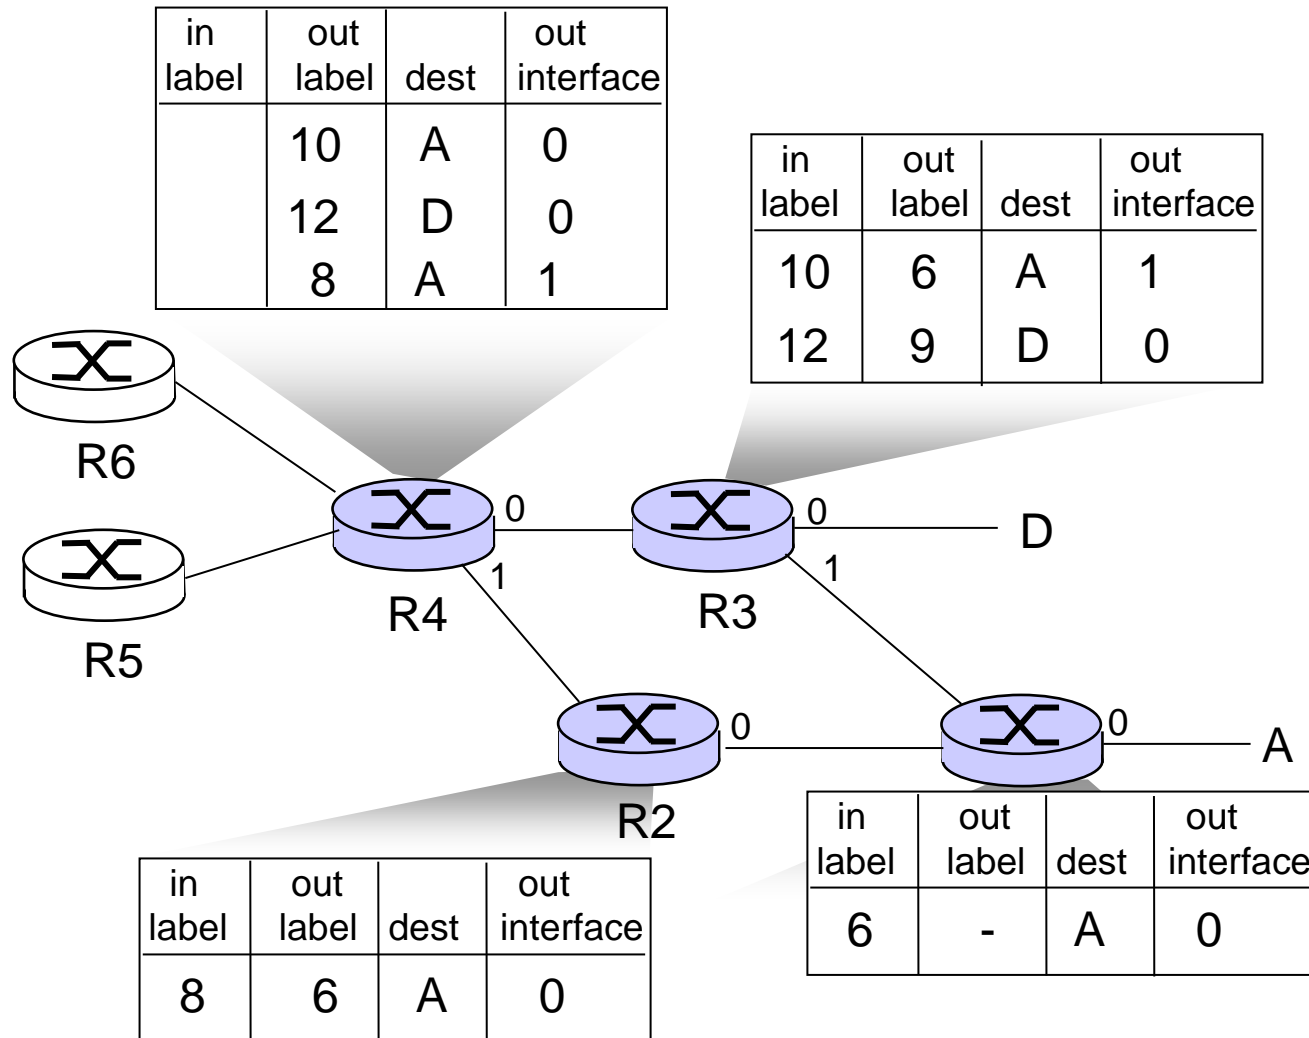 in out out
label label dest interface
10 A 0
12 D 0
8 A 1
in out out
label label dest interface
10 6 A 1
12 9 D 0
R6
R5
R4
0
1
R3
0
1
D
R2
0
0
A
in out out
label label dest interface
8 6 A 0
in out out
label label dest interface
6 - A 0